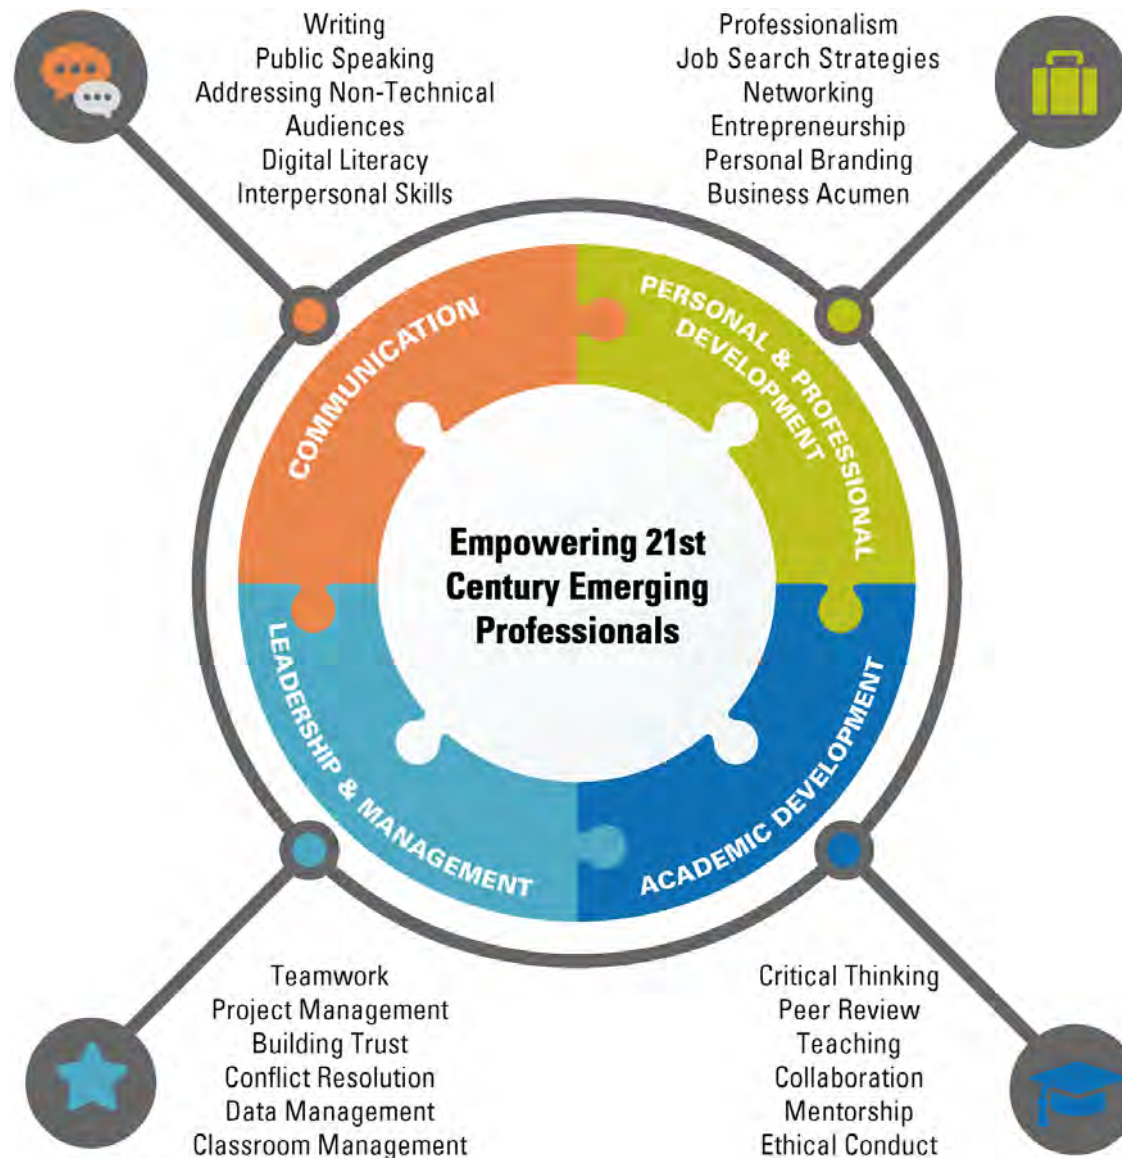 Writing
Public Speaking
Addressing Non-Technical
Audiences
Digital Literacy
Interpersonal Skills
Professionalism
Job Search Strategies
Networking
Entrepreneurship
Personal Branding
Business Acumen
COMMUNICATION
PERSONAL & PROFESSIONAL
DEVELOPMENT
Empowering 21st
Century Emerging
Professionals
LEADERSHIP & MANAGEMENT
ACADEMIC DEVELOPMENT
Teamwork
Project Management
Building Trust
Conflict Resolution
Data Management
Classroom Management
Critical Thinking
Peer Review
Teaching
Collaboration
Mentorship
Ethical Conduct